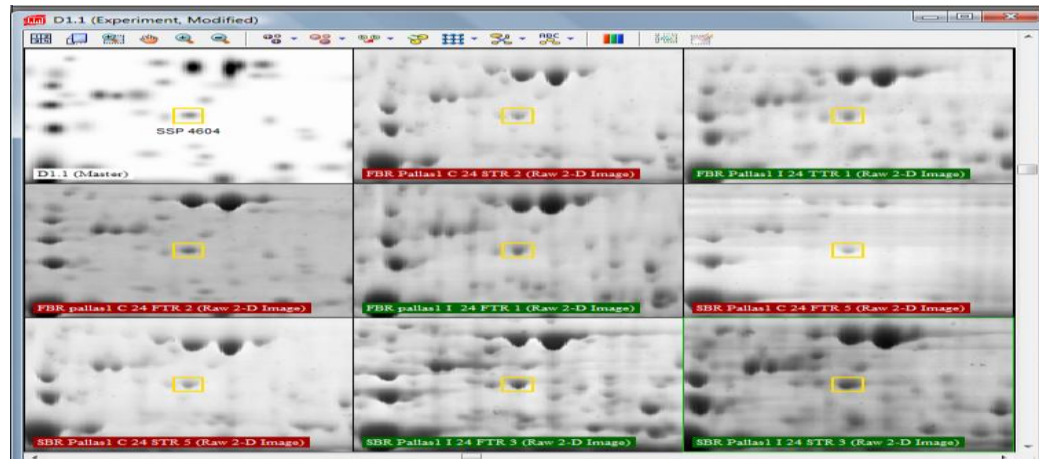 D1.1 (Experiment, Modified)
ABC
SSP 4604
D1.1 (Master)
FBR Pallas1 C 24 STR 2 (Raw 2-D Image)
FBR Pallas1 I 24 TTR 1 (Raw 2-D Image)
FBR pallas1 C 24 FTR 2 (Raw 2-D Image)
FBR pallas1 I 24 FTR 1 (Raw 2-D Image)
SBR Pallas1 C 24 FTR 5 (Raw 2-D Image)
SBR Pallas1 C 24 STR 5 (Raw 2-D Image)
SBR Pallas1 I 24 FTR 3 (Raw 2-D Image)
SBR Pallas1 I 24 STR 3 (Raw 2-D Image)